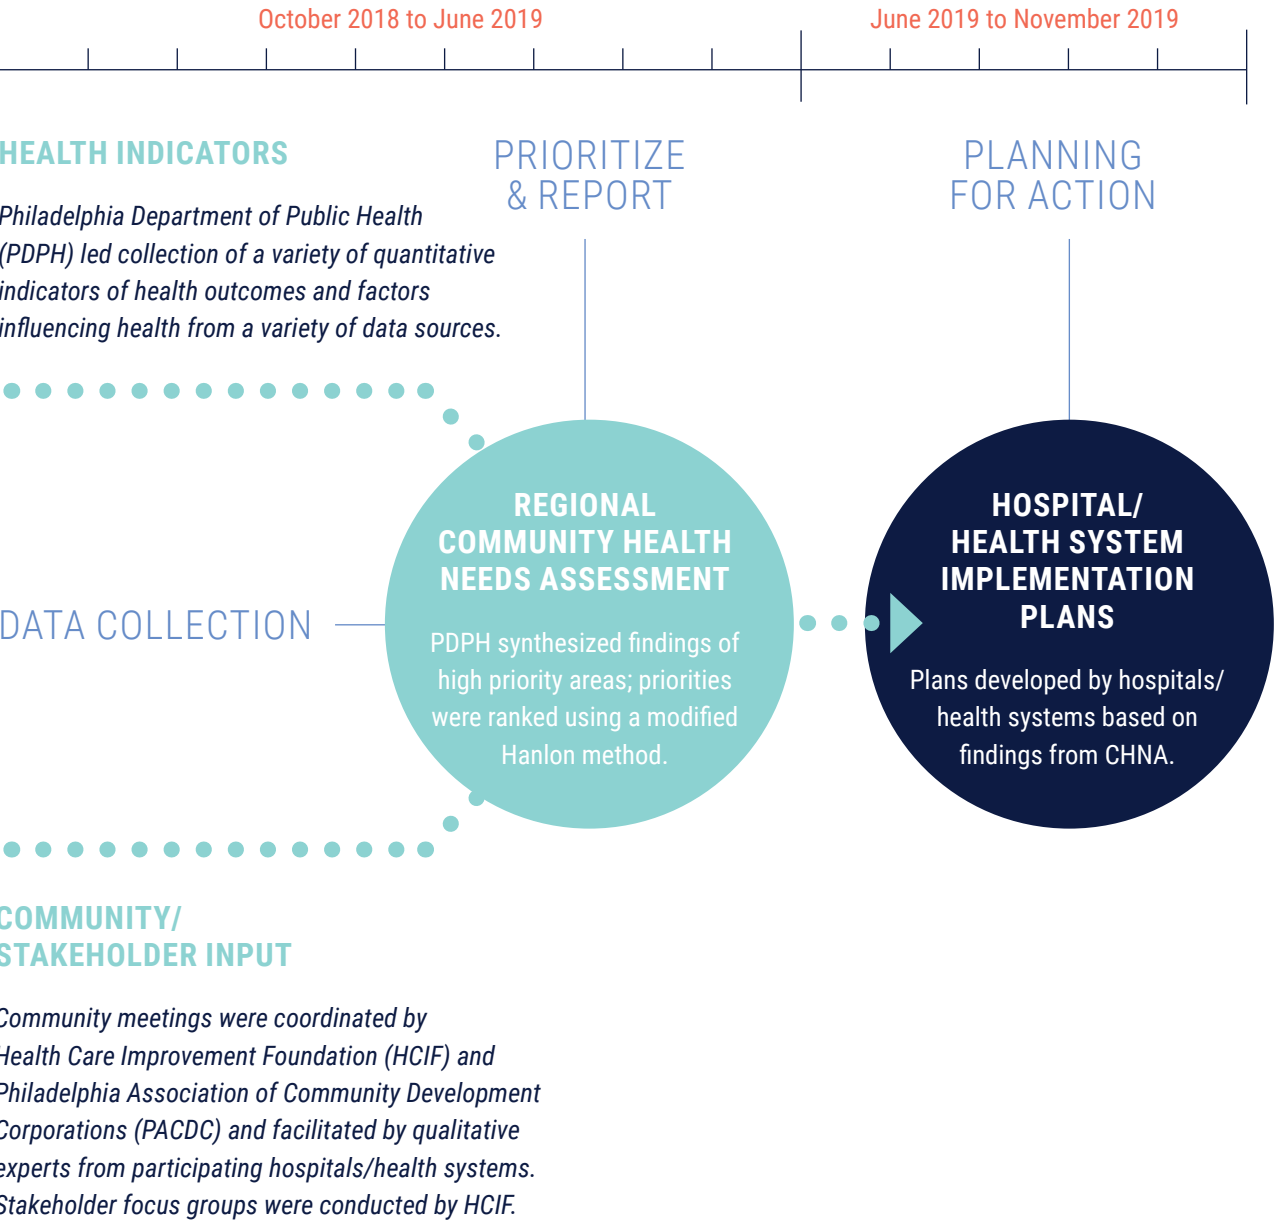 October 2018 to June 2019
June 2019 to November 2019
HEALTH INDICATORS
Philadelphia Department of Public Health
(PDPH) led collection of a variety of quantitative
indicators of health outcomes and factors
influencing health from a variety of data sources.
PRIORITIZE
& REPORT
PLANNING
FOR ACTION
DATA COLLECTION
REGIONAL
COMMUNITY HEALTH
NEEDS ASSESSMENT
PDPH synthesized findings of
high priority areas; priorities
were ranked using a modified
Hanlon method.
HOSPITAL/
HEALTH SYSTEM
IMPLEMENTATION
PLANS
Plans developed by hospitals/
health systems based on
findings from CHNA.
COMMUNITY/
STAKEHOLDER INPUT
Community meetings were coordinated by
Health Care Improvement Foundation (HCIF) and
Philadelphia Association of Community Development
Corporations (PACDC) and facilitated by qualitative
experts from participating hospitals/health systems.
Stakeholder focus groups were conducted by HCIF.